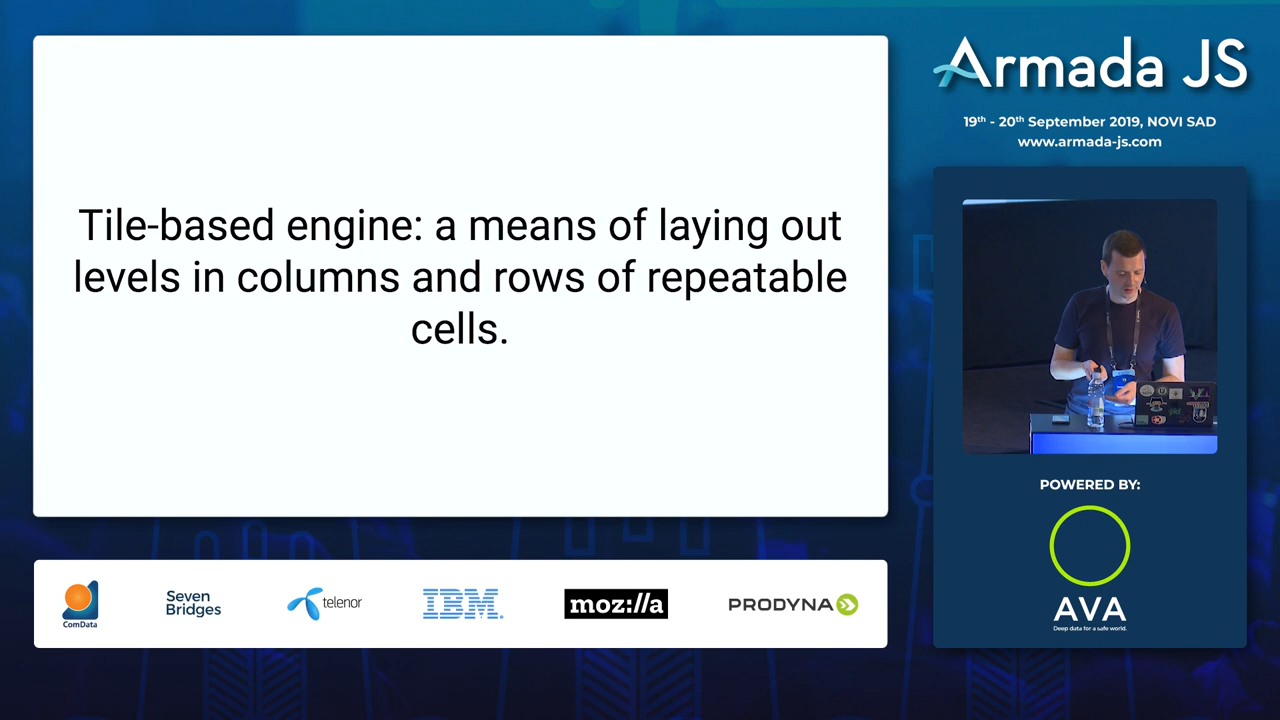 Tile-based engine: a means of laying out
levels in columns and rows of repeatable
cells.
Armada JS
19th - 20th September 2019, NOVI SAD
www.armada-js.com
POWERED BY:
AVA
Deep data for a safe world.
ComData
Seven
Bridges
telenor
IBM
moz://a
PRODYNA